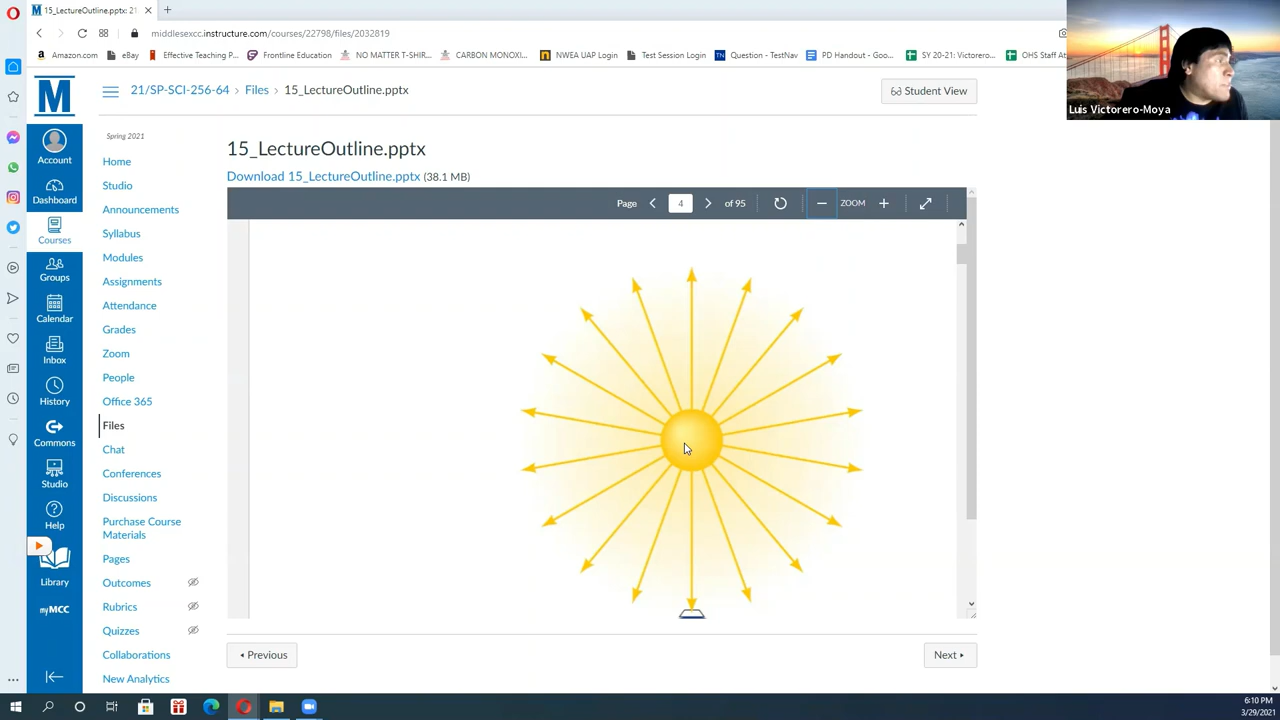 15_LectureOutline.pptx: 21
middlesexcc.instructure.com/courses/22798/files/2032819
Amazon.com
eBay
Effective Teaching P...
Frontline Education
NO MATTER T-SHIR...
CARBON MONOXI...
NWEA UAP Login
Test Session Login
Question - TestNav
PD Handout - Goo...
SY 20-21: Victorero...
OHS Staff At
Luis Victorero-Moya
M
21/SP-SCI-256-64 > Files > 15_LectureOutline.pptx
Student View
Account
Dashboard
Courses
Groups
Calendar
Inbox
History
Commons
Studio
Help
Library
myMCC
Spring 2021
Home
Studio
Announcements
Syllabus
Modules
Assignments
Attendance
Grades
Zoom
People
Office 365
Files
Chat
Conferences
Discussions
Purchase Course
Materials
Pages
Outcomes
Rubrics
Quizzes
Collaborations
New Analytics
15_LectureOutline.pptx
Download 15_LectureOutline.pptx (38.1 MB)
Page 4 of 95 ZOOM
Previous
Next
6:10 PM
3/29/2021